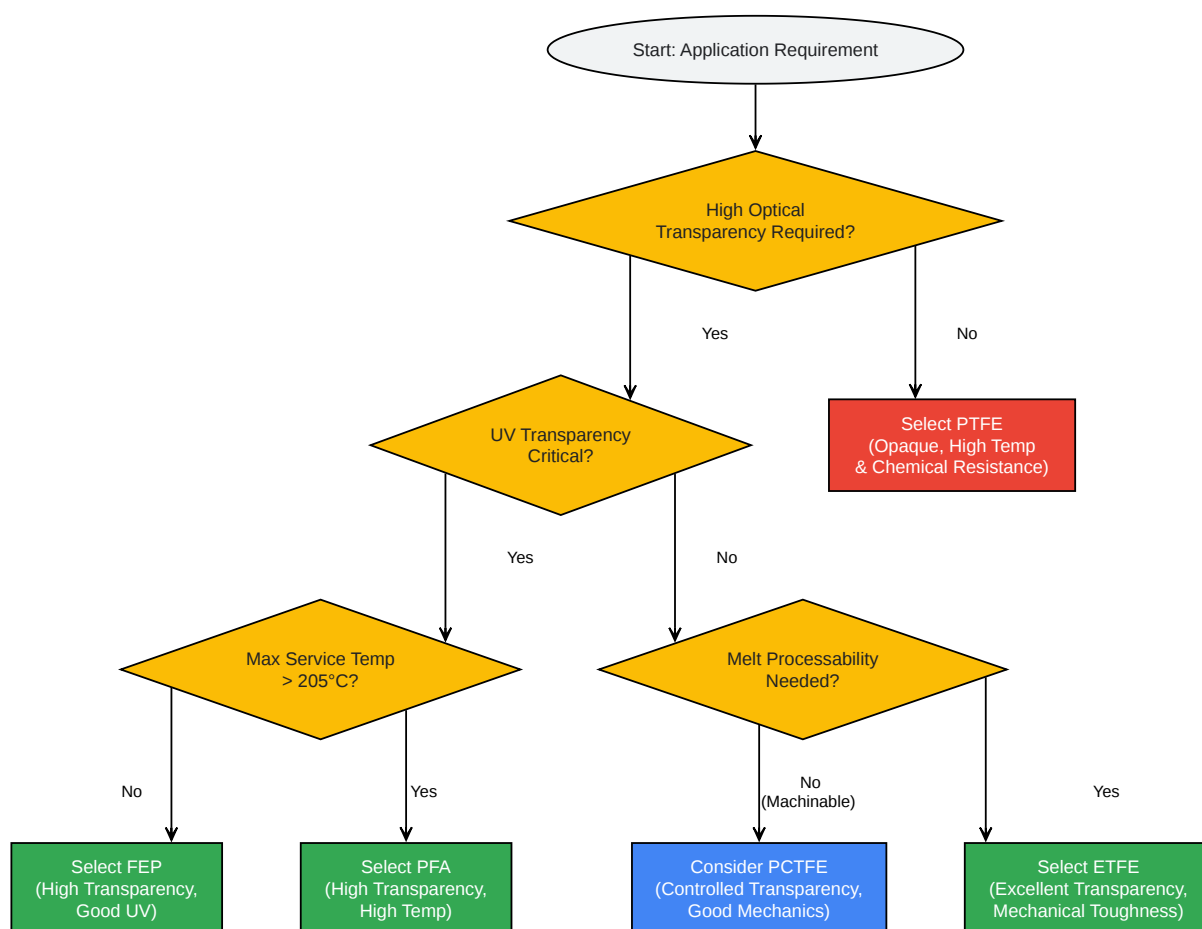 Start: Application Requirement
High Optical
Transparency Required?
Yes
No
UV Transparency
Critical?
Select PTFE
(Opaque, High Temp
& Chemical Resistance)
Yes
No
Max Service Temp
> 205°C?
Melt Processability
Needed?
No
Yes
No
(Machinable)
Yes
Select FEP
(High Transparency,
Good UV)
Select PFA
(High Transparency,
High Temp)
Consider PCTFE
(Controlled Transparency,
Good Mechanics)
Select ETFE
(Excellent Transparency,
Mechanical Toughness)